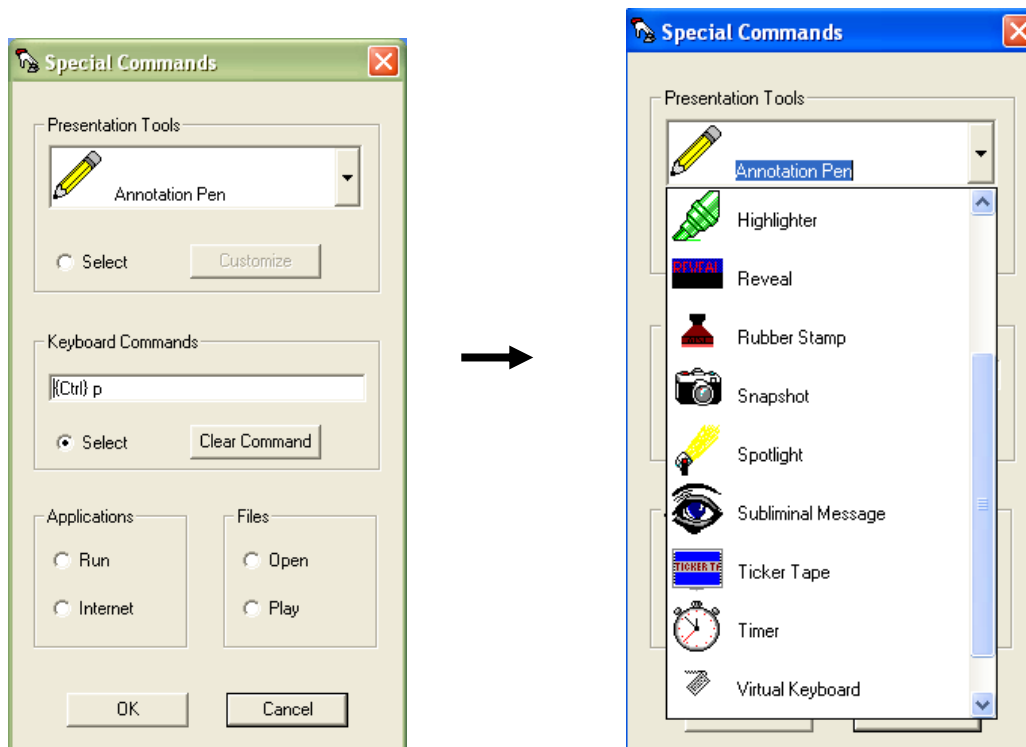 Special Commands
Presentation Tools
Annotation Pen
Select
Customize
Keyboard Commands
{Ctrl} p
Select
Clear Command
Applications
Run
Internet
Files
Open
Play
OK
Cancel
Special Commands
Presentation Tools
Annotation Pen
Highlighter
REVEAL
Reveal
Rubber Stamp
Snapshot
Spotlight
Subliminal Message
Ticker Tape
Timer
Virtual Keyboard